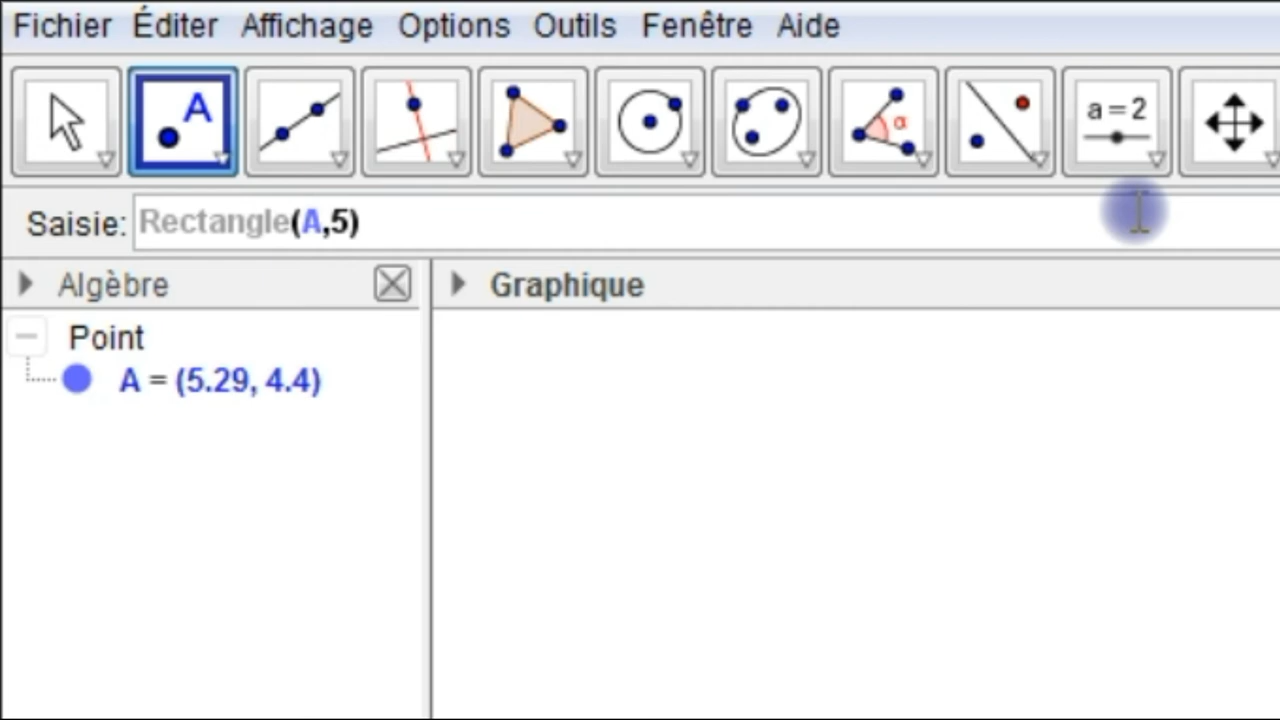 Fichier Éditer Affichage Options Outils Fenêtre Aide
A α a=2
Saisie: Rectangle(A,5)
Algèbre Graphique
Point
A = (5.29, 4.4)